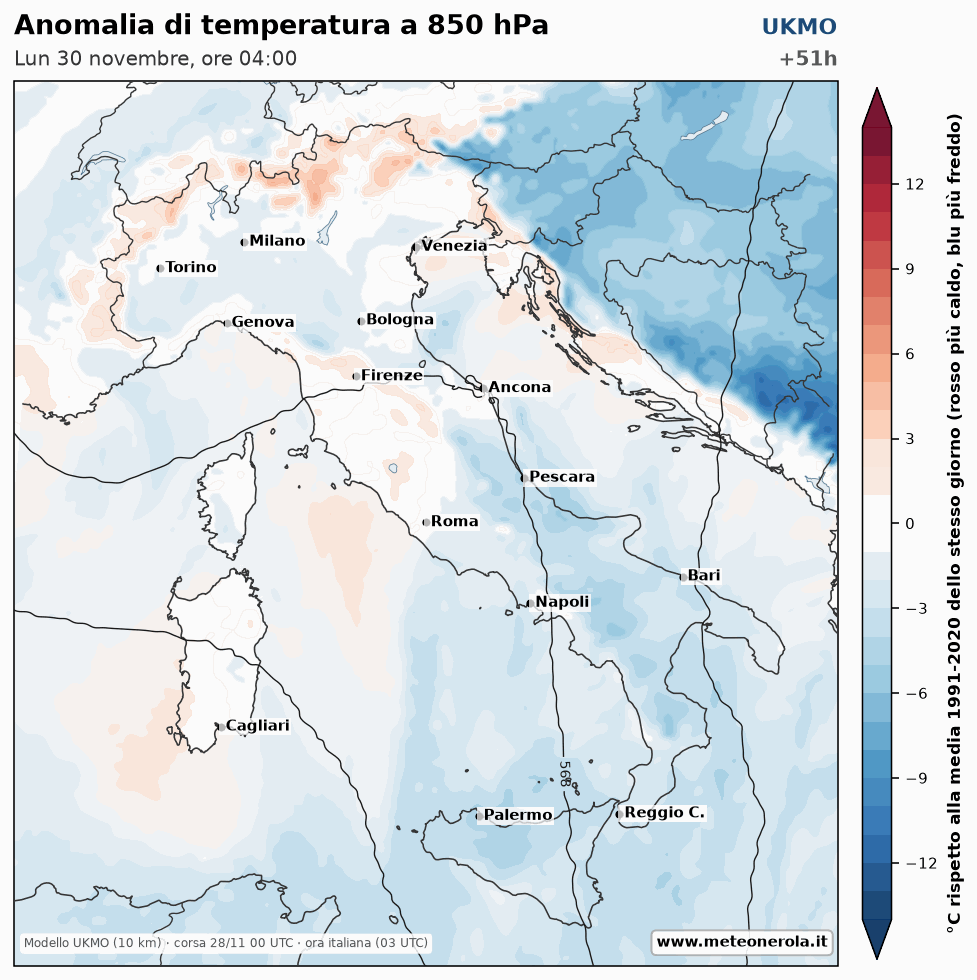 Anomalia di temperatura a 850 hPa
UKMO
Lun 30 novembre, ore 04:00
+51h
Milano
Venezia
Torino
Genova
Bologna
Firenze
Ancona
Pescara
Roma
Bari
Napoli
Cagliari
568
Palermo
Reggio C.
12
9
6
3
0
−3
−6
−9
−12
°C rispetto alla media 1991-2020 dello stesso giorno (rosso più caldo, blu più freddo)
Modello UKMO (10 km) · corsa 28/11 00 UTC · ora italiana (03 UTC)
www.meteonerola.it